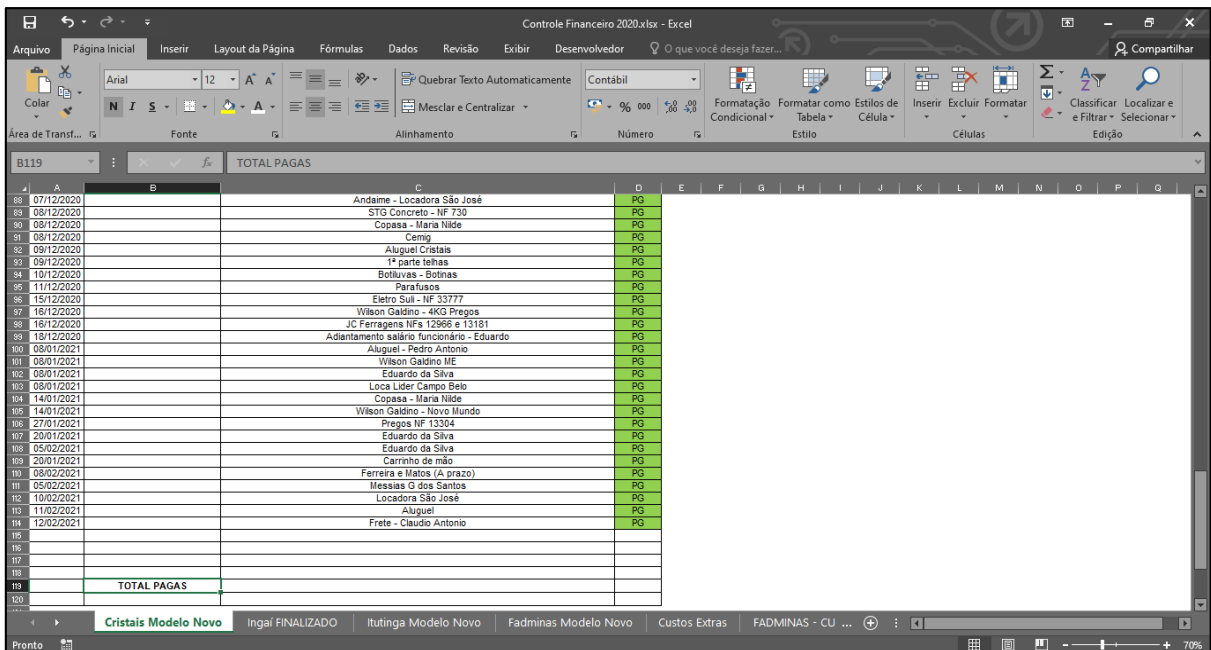 Controle Financeiro 2020.xlsx - Excel
Arquivo Página Inicial Inserir Layout da Página Fórmulas Dados Revisão Exibir Desenvolvedor O que você deseja fazer... Compartilhar
Colar
Arial 12
Quebrar Texto Automaticamente
Contábil
N I S
Mesclar e Centralizar
% 000
Formatação Condicional
Formatar como Tabela
Estilos de Célula
Inserir Excluir Formatar
Classificar e Filtrar
Localizar e Selecionar
Área de Transf... Fonte Alinhamento Número Estilo Células Edição
B119 fx TOTAL PAGAS
A B C D E F G H I J K L M N O P Q
88 07/12/2020 Andaime - Locadora São José PG
89 08/12/2020 STG Concreto - NF 730 PG
90 08/12/2020 Copasa - Maria Nilde PG
91 08/12/2020 Cemig PG
92 09/12/2020 Aluguel Cristais PG
93 09/12/2020 1ª parte telhas PG
94 10/12/2020 Botiluvas - Botinas PG
95 11/12/2020 Parafusos PG
96 15/12/2020 Eletro Suli - NF 33777 PG
97 16/12/2020 Wilson Galdino - 4KG Pregos PG
98 16/12/2020 JC Ferragens NFs 12966 e 13181 PG
99 18/12/2020 Adiantamento salário funcionário - Eduardo PG
100 08/01/2021 Aluguel - Pedro Antonio PG
101 08/01/2021 Wilson Galdino ME PG
102 08/01/2021 Eduardo da Silva PG
103 08/01/2021 Loca Lider Campo Belo PG
104 14/01/2021 Copasa - Maria Nilde PG
105 14/01/2021 Wilson Galdino - Novo Mundo PG
106 27/01/2021 Pregos NF 13304 PG
107 20/01/2021 Eduardo da Silva PG
108 05/02/2021 Eduardo da Silva PG
109 20/01/2021 Carrinho de mão PG
110 08/02/2021 Ferreira e Matos (A prazo) PG
111 05/02/2021 Messias G dos Santos PG
112 10/02/2021 Locadora São José PG
113 11/02/2021 Aluguel PG
114 12/02/2021 Frete - Claudio Antonio PG
115
116
117
118
119 TOTAL PAGAS
120
Cristais Modelo Novo Ingaí FINALIZADO Itutinga Modelo Novo Fadminas Modelo Novo Custos Extras FADMINAS - CU ...
Pronto 70%